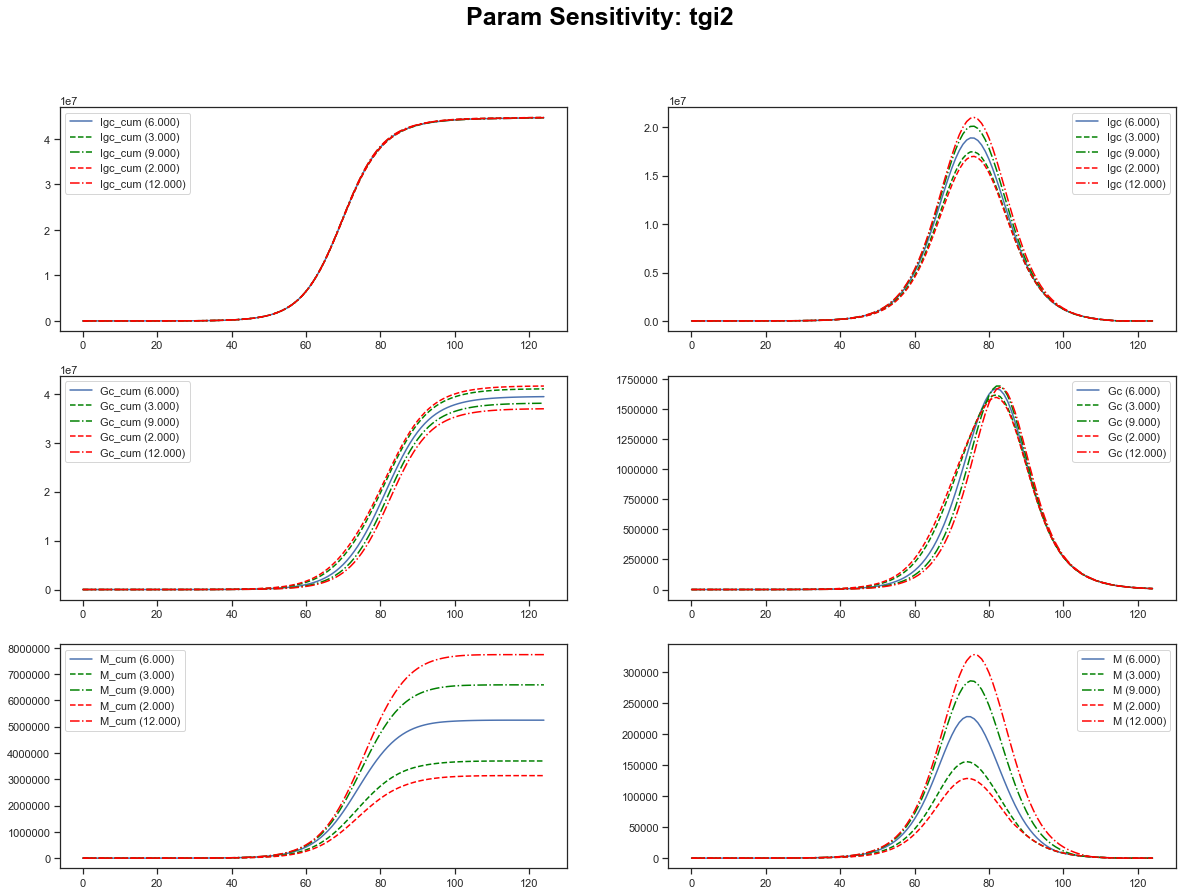 Param Sensitivity: tgi2
1e7
Igc_cum (6.000)
Igc_cum (3.000)
Igc_cum (9.000)
Igc_cum (2.000)
Igc_cum (12.000)
4
3
2
1
0
0 20 40 60 80 100 120
1e7
Igc (6.000)
Igc (3.000)
Igc (9.000)
Igc (2.000)
Igc (12.000)
2.0
1.5
1.0
0.5
0.0
0 20 40 60 80 100 120
1e7
Gc_cum (6.000)
Gc_cum (3.000)
Gc_cum (9.000)
Gc_cum (2.000)
Gc_cum (12.000)
4
3
2
1
0
0 20 40 60 80 100 120
Gc (6.000)
Gc (3.000)
Gc (9.000)
Gc (2.000)
Gc (12.000)
1750000
1500000
1250000
1000000
750000
500000
250000
0
0 20 40 60 80 100 120
M_cum (6.000)
M_cum (3.000)
M_cum (9.000)
M_cum (2.000)
M_cum (12.000)
8000000
7000000
6000000
5000000
4000000
3000000
2000000
1000000
0
0 20 40 60 80 100 120
M (6.000)
M (3.000)
M (9.000)
M (2.000)
M (12.000)
300000
250000
200000
150000
100000
50000
0
0 20 40 60 80 100 120